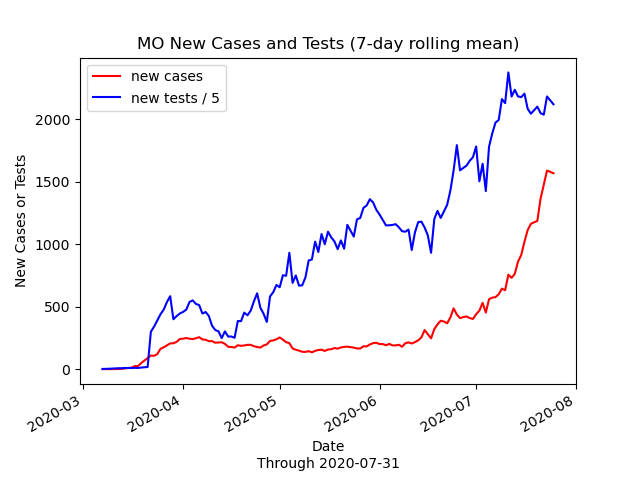 MO New Cases and Tests (7-day rolling mean)
new cases
new tests / 5
New Cases or Tests
2000
1500
1000
500
0
2020-03
2020-04
2020-05
2020-06
2020-07
2020-08
Date
Through 2020-07-31